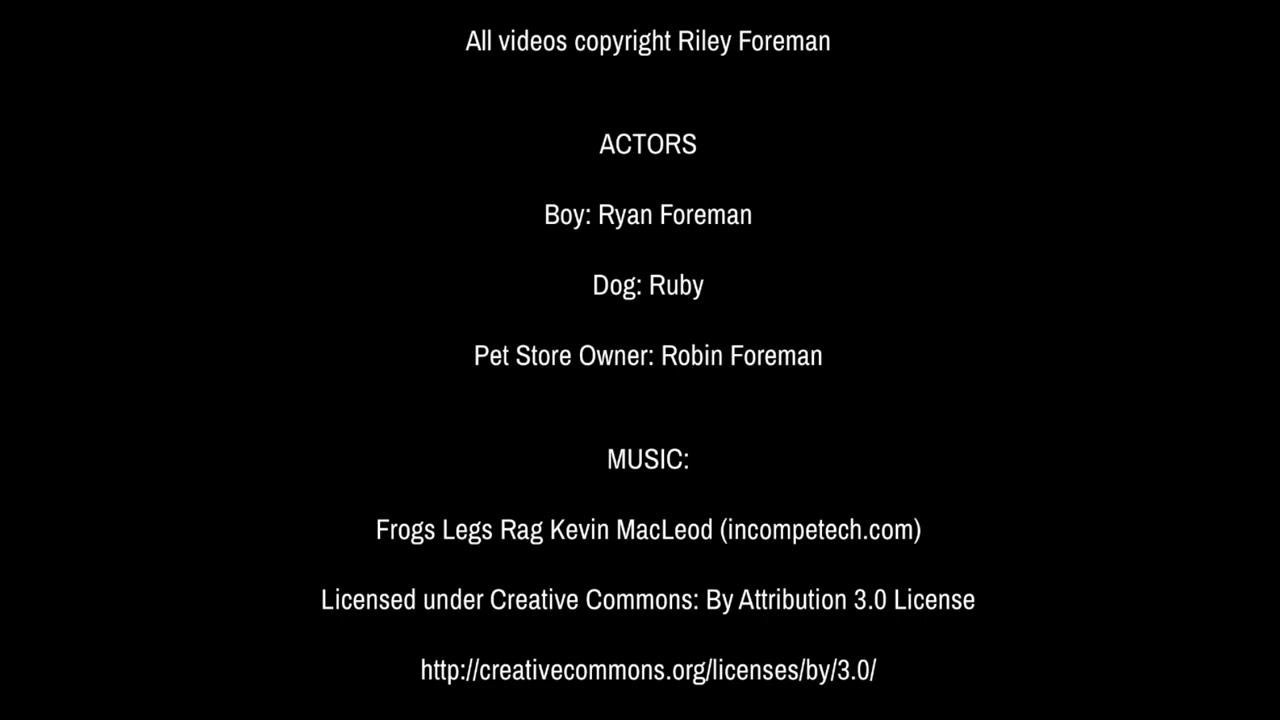 All videos copyright Riley Foreman
ACTORS
Boy: Ryan Foreman
Dog: Ruby
Pet Store Owner: Robin Foreman
MUSIC:
Frogs Legs Rag Kevin MacLeod (incompetech.com)
Licensed under Creative Commons: By Attribution 3.0 License
http://creativecommons.org/licenses/by/3.0/